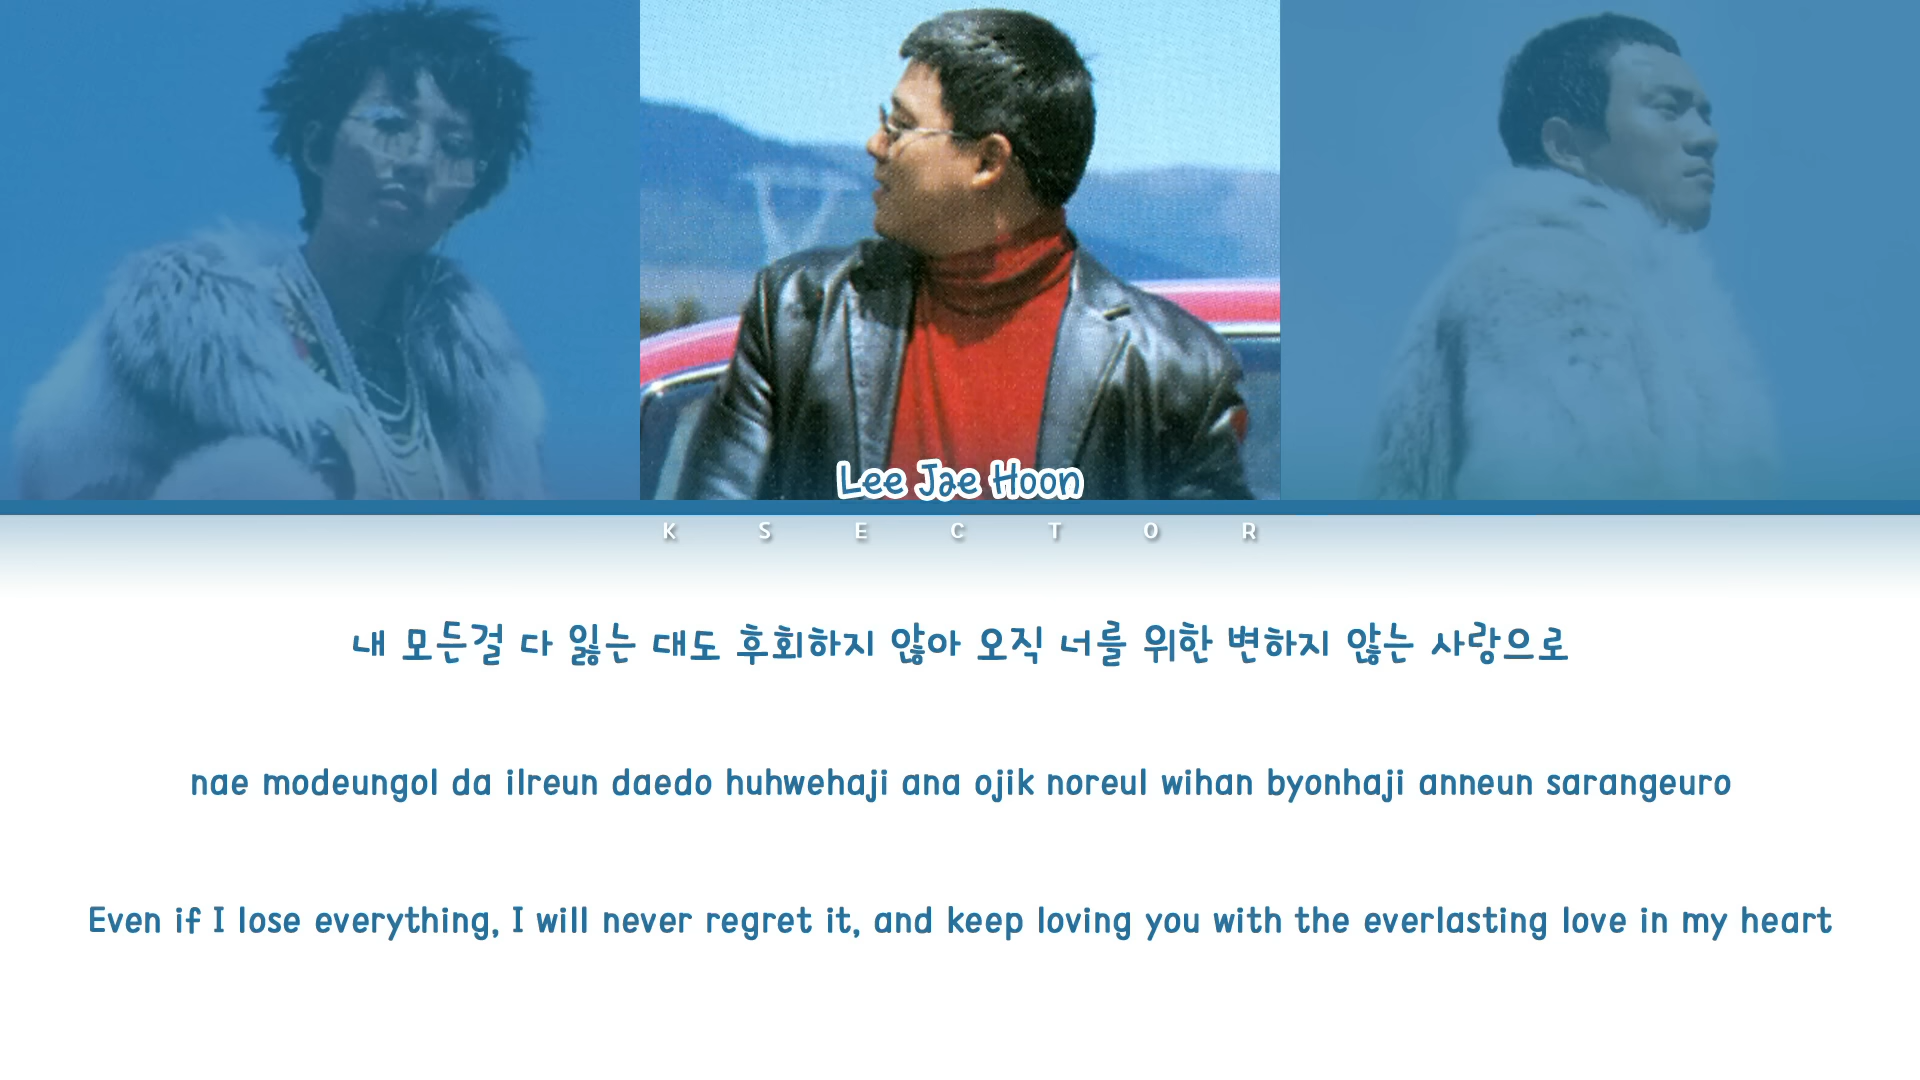 Lee Jae Hoon
K S E C T O R
내 모든걸 다 잃는 대도 후회하지 않아 오직 너를 위한 변하지 않는 사랑으로
nae modeungol da ilreun daedo huhwehaji ana ojik noreul wihan byonhaji anneun sarangeuro
Even if I lose everything, I will never regret it, and keep loving you with the everlasting love in my heart